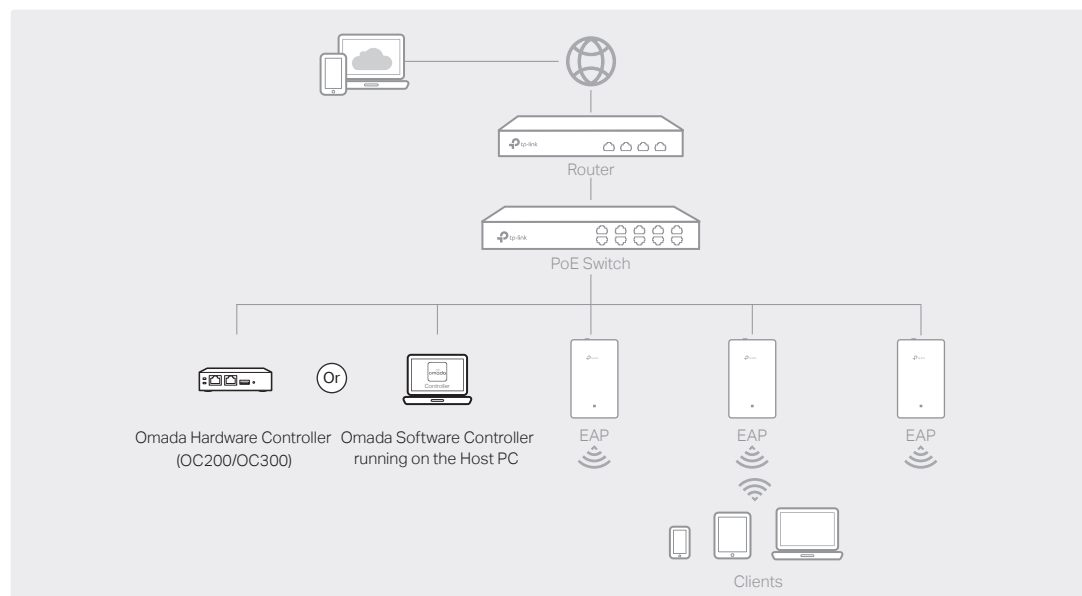 tp-link
Router
tp-link
PoE Switch
Or
omada
Controller
Omada Hardware Controller
(OC200/OC300)
Omada Software Controller
running on the Host PC
EAP
EAP
EAP
Clients